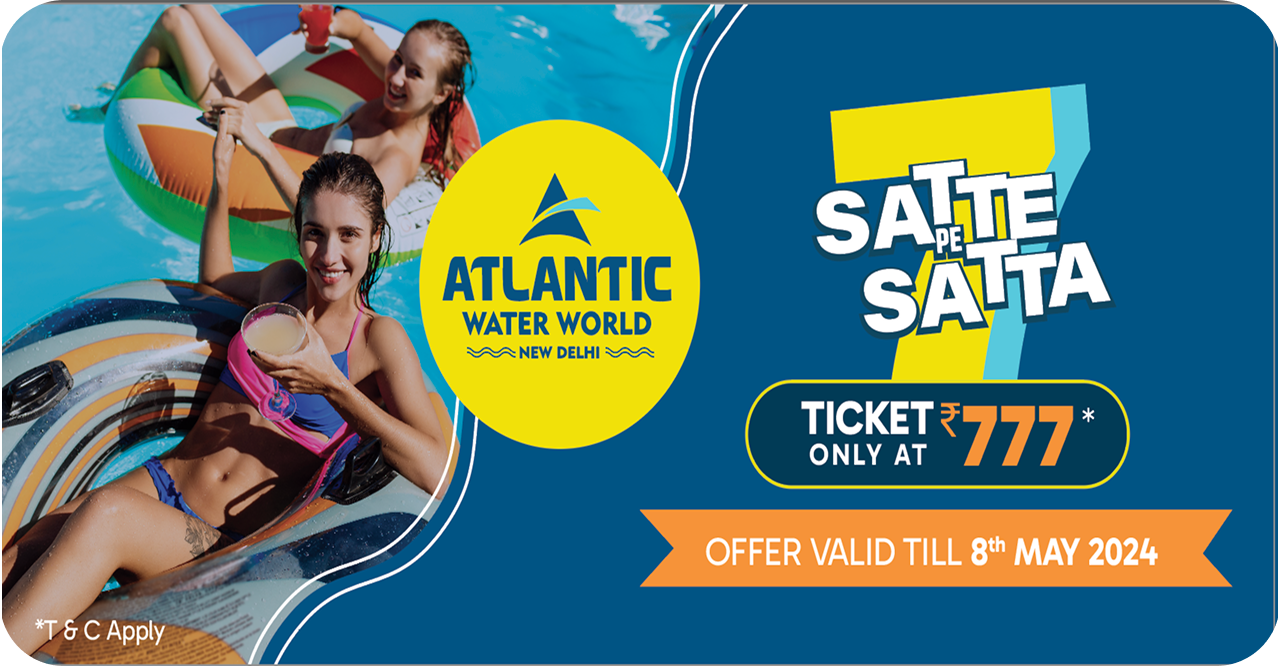 ATLANTIC
WATER WORLD
NEW DELHI
7
SATTE
PE
SATTA
TICKET
ONLY AT
₹777*
OFFER VALID TILL 8th MAY 2024
*T & C Apply